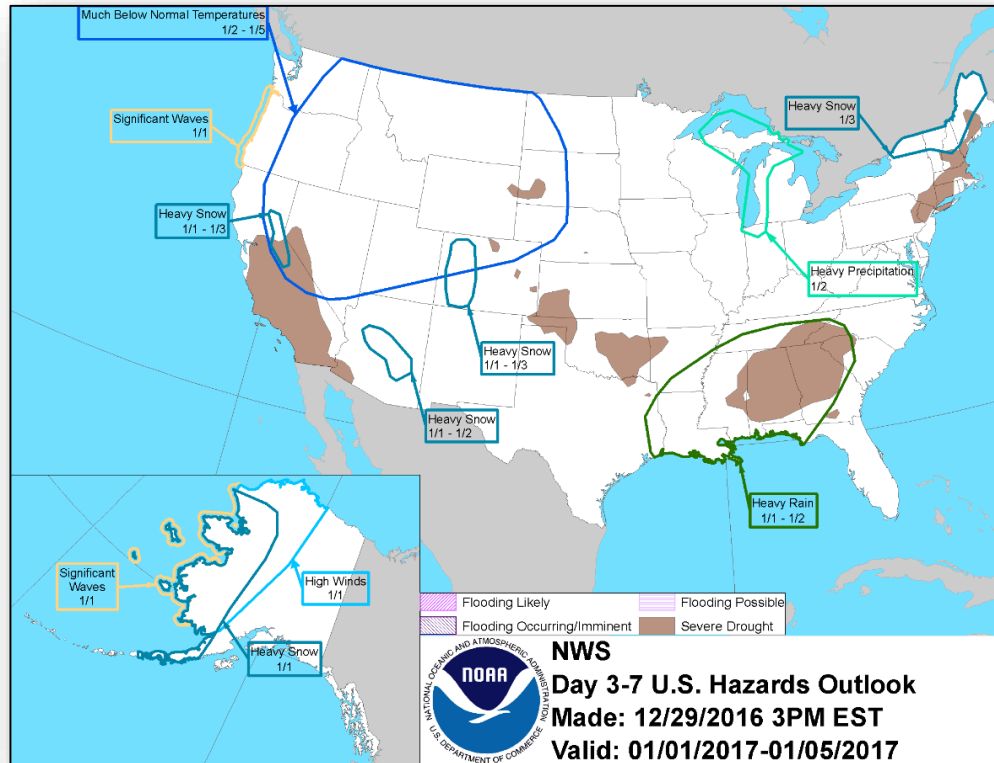 Much Below Normal Temperatures
1/2 - 1/5
Significant Waves
1/1
Heavy Snow
1/3
Heavy Snow
1/1 - 1/3
Heavy Precipitation
1/2
Heavy Snow
1/1 - 1/3
Heavy Snow
1/1 - 1/2
Heavy Rain
1/1 - 1/2
Significant
Waves
1/1
High Winds
1/1
Heavy Snow
1/1
Flooding Likely
Flooding Possible
Flooding Occurring/Imminent
Severe Drought
NATIONAL OCEANIC AND ATMOSPHERIC ADMINISTRATION
NOAA
U.S. DEPARTMENT OF COMMERCE
NWS
Day 3-7 U.S. Hazards Outlook
Made: 12/29/2016 3PM EST
Valid: 01/01/2017-01/05/2017